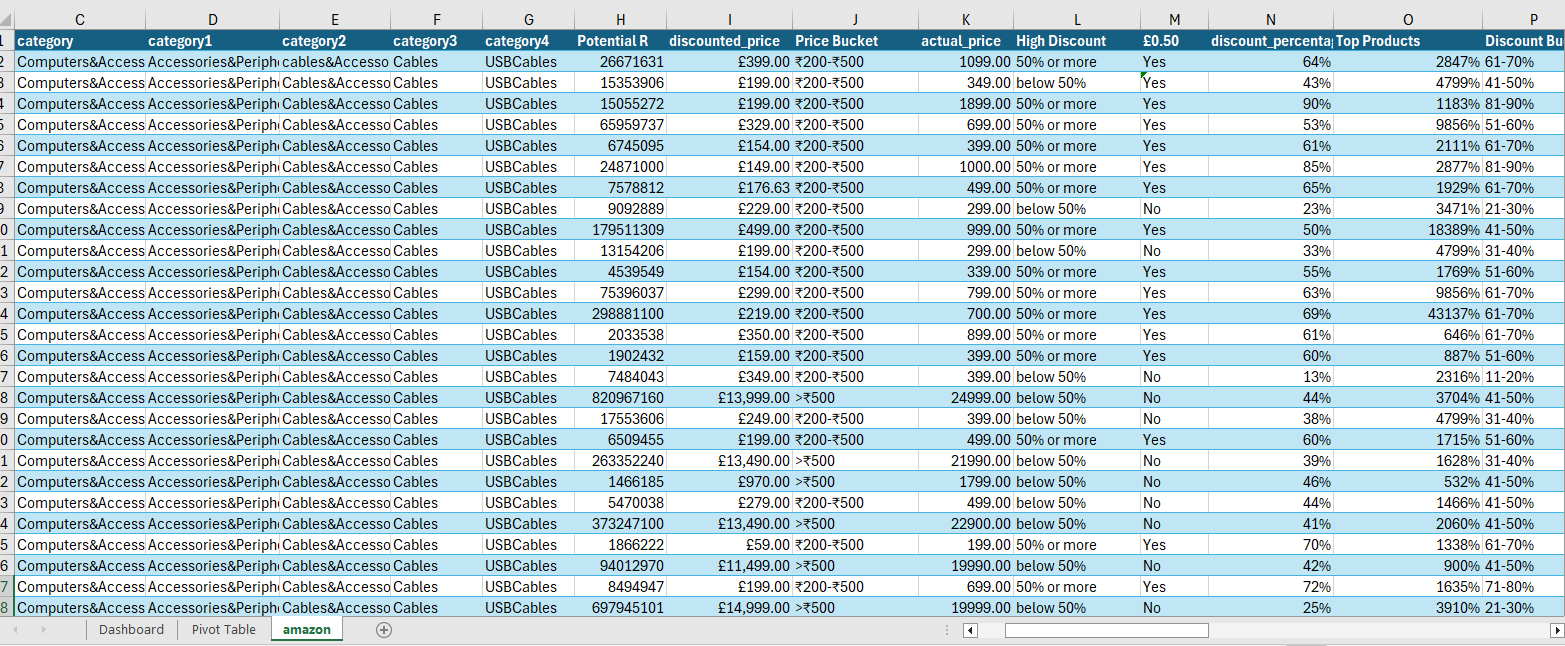 C D E F G H I J K L M N O P
1 category category1 category2 category3 category4 Potential R discounted_price Price Bucket actual_price High Discount £0.50 discount_percenta Top Products Discount Bu
2 Computers&Access Accessories&Periph cables&Accesso Cables USBCables 26671631 £399.00 ₹200-₹500 1099.00 50% or more Yes 64% 2847% 61-70%
3 Computers&Access Accessories&Periph Cables&Accesso Cables USBCables 15353906 £199.00 ₹200-₹500 349.00 below 50% Yes 43% 4799% 41-50%
4 Computers&Access Accessories&Periph Cables&Accesso Cables USBCables 15055272 £199.00 ₹200-₹500 1899.00 50% or more Yes 90% 1183% 81-90%
5 Computers&Access Accessories&Periph Cables&Accesso Cables USBCables 65959737 £329.00 ₹200-₹500 699.00 50% or more Yes 53% 9856% 51-60%
6 Computers&Access Accessories&Periph Cables&Accesso Cables USBCables 6745095 £154.00 ₹200-₹500 399.00 50% or more Yes 61% 2111% 61-70%
7 Computers&Access Accessories&Periph Cables&Accesso Cables USBCables 24871000 £149.00 ₹200-₹500 1000.00 50% or more Yes 85% 2877% 81-90%
8 Computers&Access Accessories&Periph Cables&Accesso Cables USBCables 7578812 £176.63 ₹200-₹500 499.00 50% or more Yes 65% 1929% 61-70%
9 Computers&Access Accessories&Periph Cables&Accesso Cables USBCables 9092889 £229.00 ₹200-₹500 299.00 below 50% No 23% 3471% 21-30%
0 Computers&Access Accessories&Periph Cables&Accesso Cables USBCables 179511309 £499.00 ₹200-₹500 999.00 50% or more Yes 50% 18389% 41-50%
1 Computers&Access Accessories&Periph Cables&Accesso Cables USBCables 13154206 £199.00 ₹200-₹500 299.00 below 50% No 33% 4799% 31-40%
2 Computers&Access Accessories&Periph Cables&Accesso Cables USBCables 4539549 £154.00 ₹200-₹500 339.00 50% or more Yes 55% 1769% 51-60%
3 Computers&Access Accessories&Periph Cables&Accesso Cables USBCables 75396037 £299.00 ₹200-₹500 799.00 50% or more Yes 63% 9856% 61-70%
4 Computers&Access Accessories&Periph Cables&Accesso Cables USBCables 298881100 £219.00 ₹200-₹500 700.00 50% or more Yes 69% 43137% 61-70%
5 Computers&Access Accessories&Periph Cables&Accesso Cables USBCables 2033538 £350.00 ₹200-₹500 899.00 50% or more Yes 61% 646% 61-70%
6 Computers&Access Accessories&Periph Cables&Accesso Cables USBCables 1902432 £159.00 ₹200-₹500 399.00 50% or more Yes 60% 887% 51-60%
7 Computers&Access Accessories&Periph Cables&Accesso Cables USBCables 7484043 £349.00 ₹200-₹500 399.00 below 50% No 13% 2316% 11-20%
8 Computers&Access Accessories&Periph Cables&Accesso Cables USBCables 820967160 £13,999.00 >₹500 24999.00 below 50% No 44% 3704% 41-50%
9 Computers&Access Accessories&Periph Cables&Accesso Cables USBCables 17553606 £249.00 ₹200-₹500 399.00 below 50% No 38% 4799% 31-40%
0 Computers&Access Accessories&Periph Cables&Accesso Cables USBCables 6509455 £199.00 ₹200-₹500 499.00 50% or more Yes 60% 1715% 51-60%
1 Computers&Access Accessories&Periph Cables&Accesso Cables USBCables 263352240 £13,490.00 >₹500 21990.00 below 50% No 39% 1628% 31-40%
2 Computers&Access Accessories&Periph Cables&Accesso Cables USBCables 1466185 £970.00 >₹500 1799.00 below 50% No 46% 532% 41-50%
3 Computers&Access Accessories&Periph Cables&Accesso Cables USBCables 5470038 £279.00 ₹200-₹500 499.00 below 50% No 44% 1466% 41-50%
4 Computers&Access Accessories&Periph Cables&Accesso Cables USBCables 373247100 £13,490.00 >₹500 22900.00 below 50% No 41% 2060% 41-50%
5 Computers&Access Accessories&Periph Cables&Accesso Cables USBCables 1866222 £59.00 ₹200-₹500 199.00 50% or more Yes 70% 1338% 61-70%
6 Computers&Access Accessories&Periph Cables&Accesso Cables USBCables 94012970 £11,499.00 >₹500 19990.00 below 50% No 42% 900% 41-50%
7 Computers&Access Accessories&Periph Cables&Accesso Cables USBCables 8494947 £199.00 ₹200-₹500 699.00 50% or more Yes 72% 1635% 71-80%
8 Computers&Access Accessories&Periph Cables&Accesso Cables USBCables 697945101 £14,999.00 >₹500 19999.00 below 50% No 25% 3910% 21-30%
Dashboard Pivot Table amazon